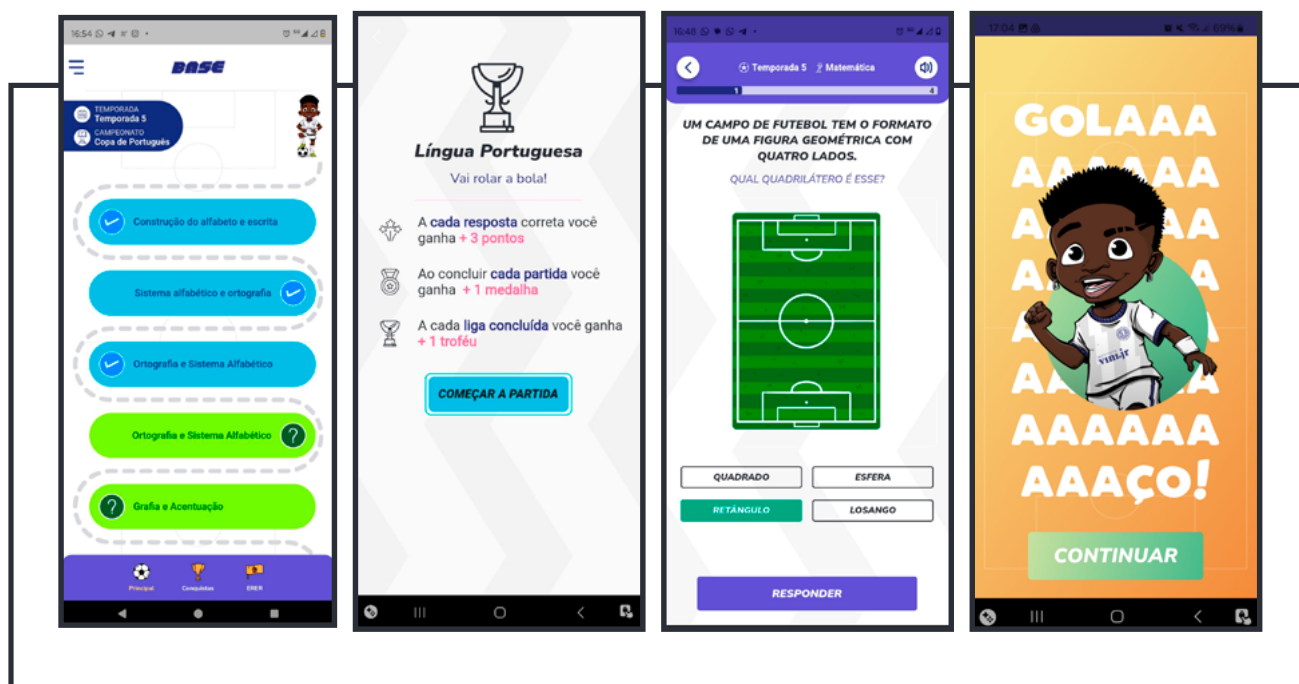 16:54
BASE
TEMPORADA
Temporada 5
CAMPEONATO
Copa de Português
Construção do alfabeto e escrita
Sistema alfabético e ortografia
Ortografia e Sistema Alfabético
Ortografia e Sistema Alfabético
?
?
Grafia e Acentuação
Principal
Conquistas
ERER
Língua Portuguesa
Vai rolar a bola!
A cada resposta correta você
ganha + 3 pontos
Ao concluir cada partida você
ganha + 1 medalha
A cada liga concluída você ganha
+ 1 troféu
COMEÇAR A PARTIDA
16:48
Temporada 5 Matemática
1 4
UM CAMPO DE FUTEBOL TEM O FORMATO
DE UMA FIGURA GEOMÉTRICA COM
QUATRO LADOS.
QUAL QUADRILÁTERO É ESSE?
QUADRADO
ESFERA
RETÂNGULO
LOSANGO
RESPONDER
17:04
69%
GOLAAA
AAAAAA
AAAAAA
AAAAAA
AAAAAA
AAAAAA
AAAAAA
AAAÇO!
vini.jr
CONTINUAR